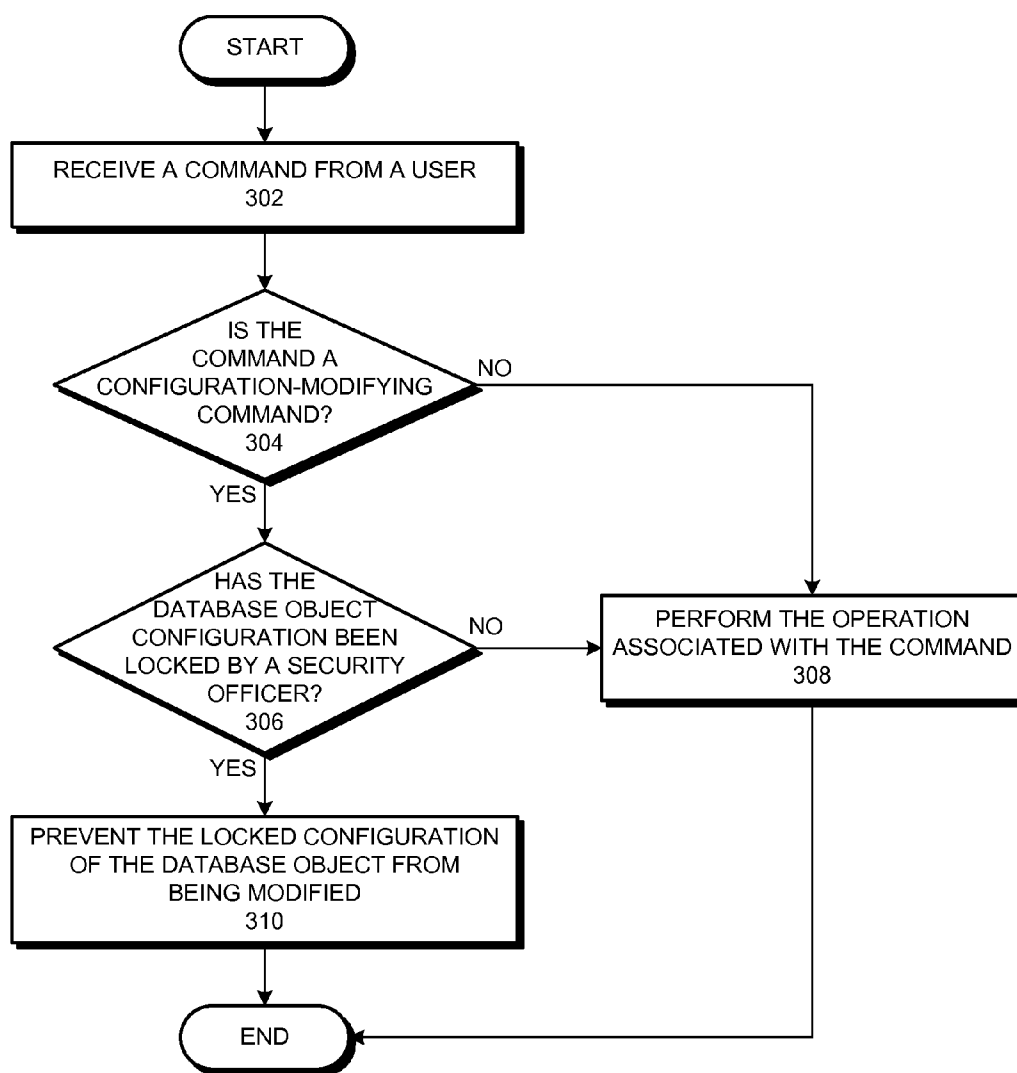 START
RECEIVE A COMMAND FROM A USER
302
IS THE
COMMAND A
CONFIGURATION-MODIFYING
COMMAND?
304
NO
YES
HAS THE
DATABASE OBJECT
CONFIGURATION BEEN
LOCKED BY A SECURITY
OFFICER?
306
NO
YES
PERFORM THE OPERATION
ASSOCIATED WITH THE COMMAND
308
PREVENT THE LOCKED CONFIGURATION
OF THE DATABASE OBJECT FROM
BEING MODIFIED
310
END